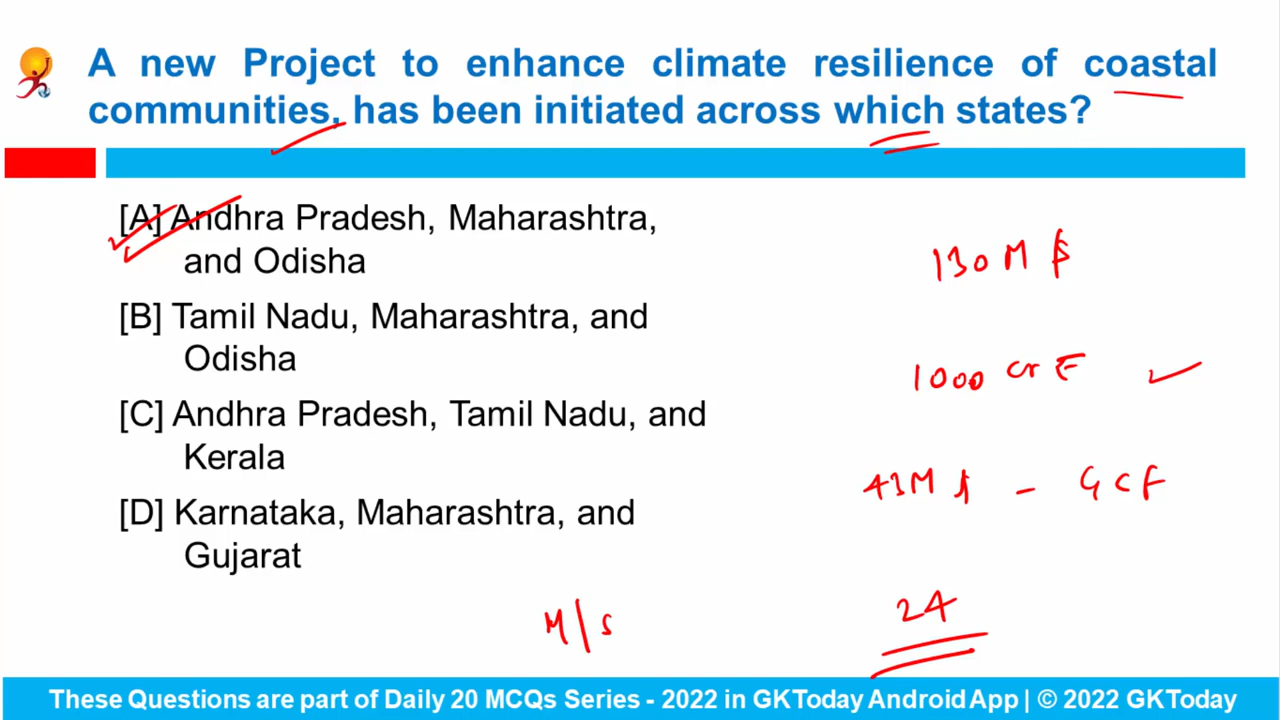 A new Project to enhance climate resilience of coastal
communities, has been initiated across which states?
[A] Andhra Pradesh, Maharashtra,
and Odisha
[B] Tamil Nadu, Maharashtra, and
Odisha
[C] Andhra Pradesh, Tamil Nadu, and
Kerala
[D] Karnataka, Maharashtra, and
Gujarat
130 M $
1000 cr
43M $ - GCF
24
M/S
These Questions are part of Daily 20 MCQs Series - 2022 in GKToday Android App | © 2022 GKToday